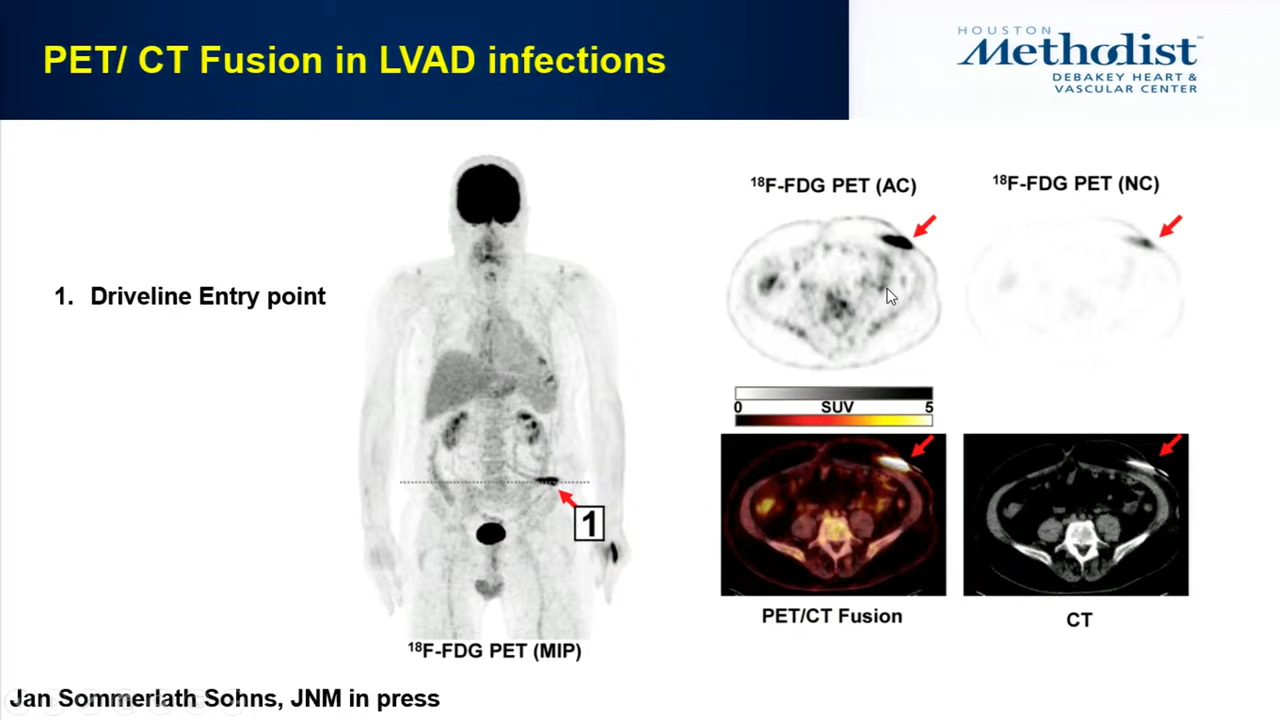 PET/ CT Fusion in LVAD infections
HOUSTON
Methodist
DEBAKEY HEART &
VASCULAR CENTER
1. Driveline Entry point
1
¹⁸F-FDG PET (MIP)
¹⁸F-FDG PET (AC)
¹⁸F-FDG PET (NC)
0 SUV 5
PET/CT Fusion
CT
Jan Sommerlath Sohns, JNM in press